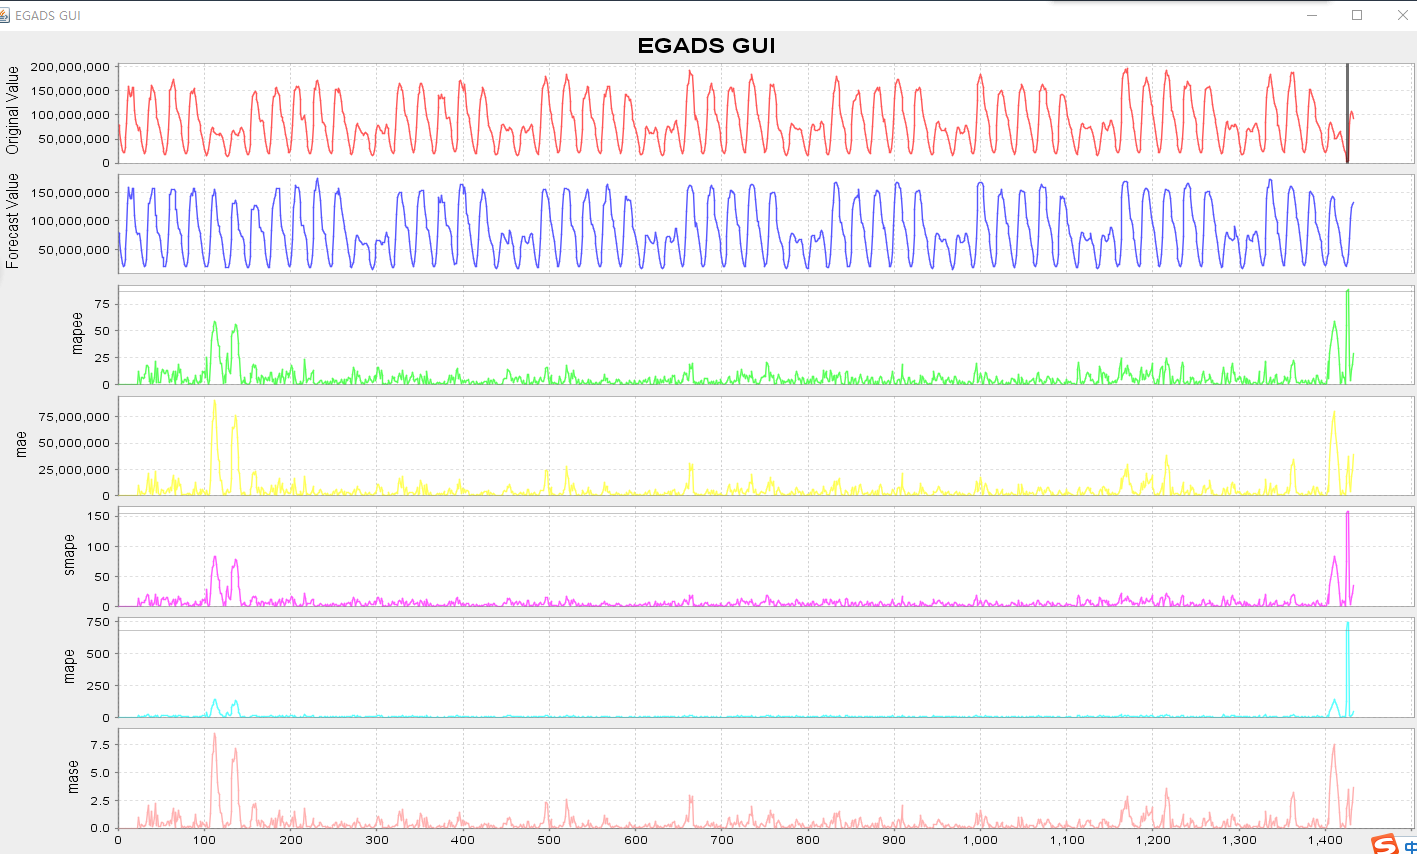 EGADS GUI
EGADS GUI
Original Value
200,000,000
150,000,000
100,000,000
50,000,000
0
Forecast Value
150,000,000
100,000,000
50,000,000
mapee
75
50
25
0
mae
75,000,000
50,000,000
25,000,000
0
smape
150
100
50
0
mape
750
500
250
0
mase
7.5
5.0
2.5
0.0
0 100 200 300 400 500 600 700 800 900 1,000 1,100 1,200 1,300 1,400
S 中